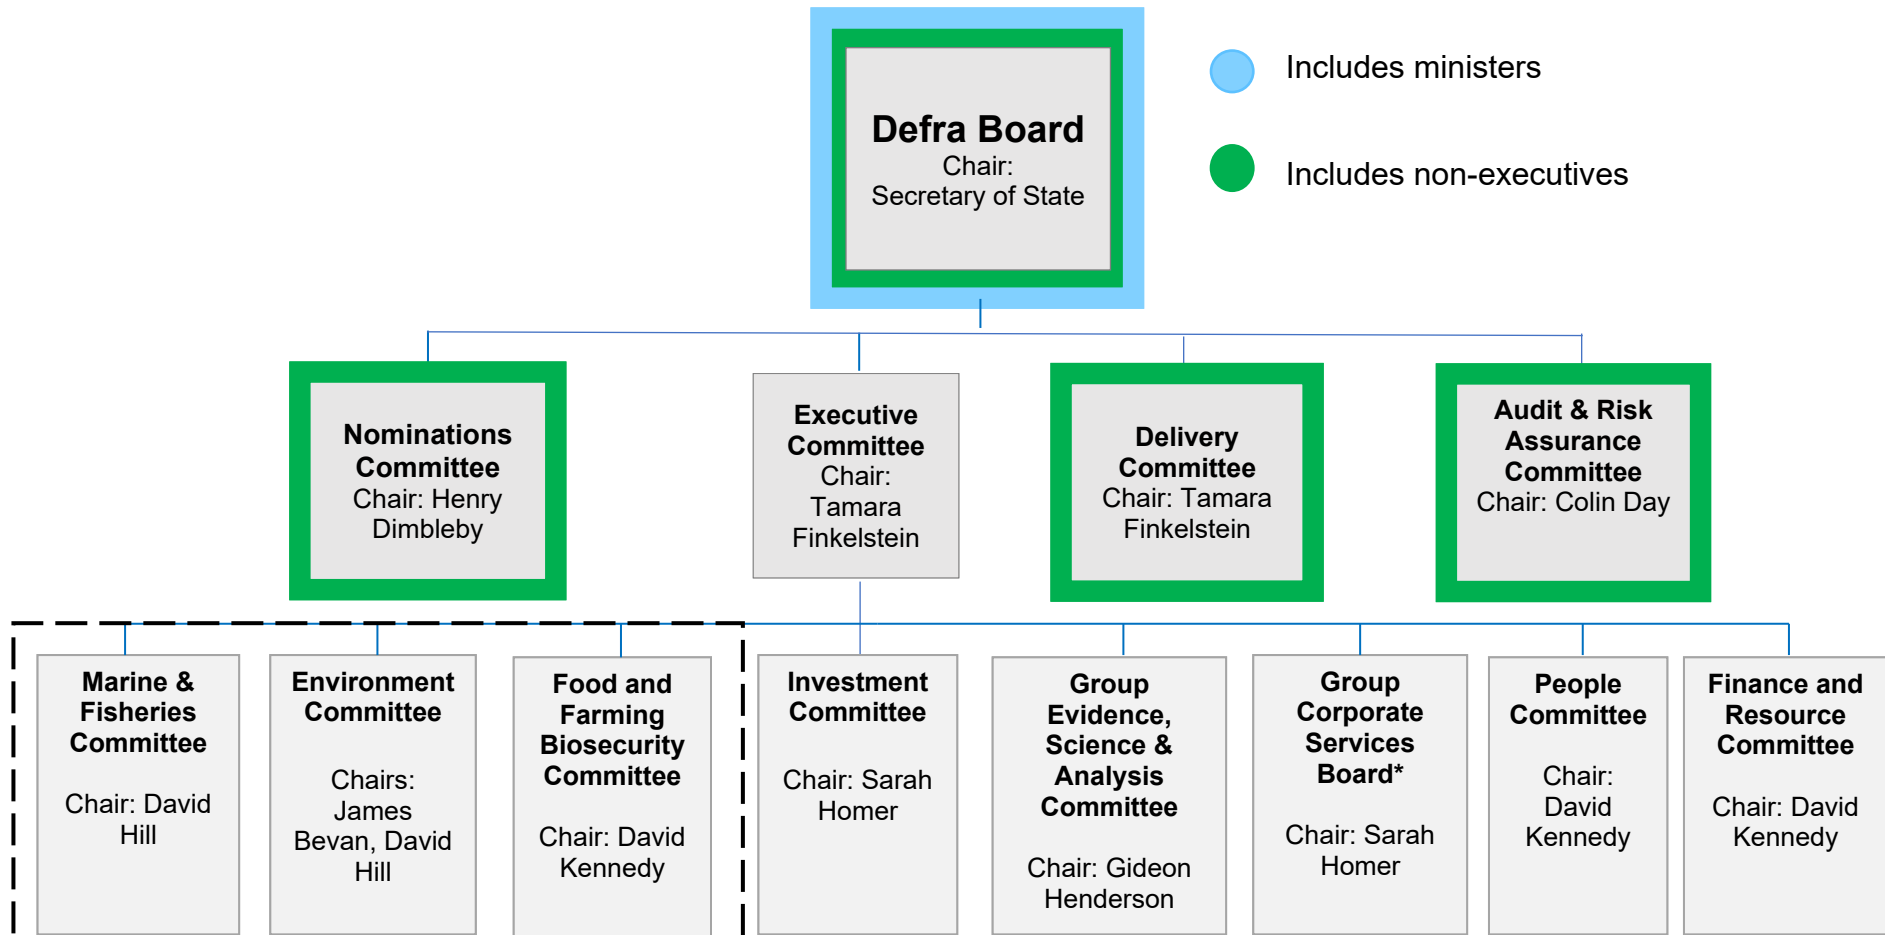 Defra Board
Chair:
Secretary of State
Includes ministers
Includes non-executives
Nominations
Committee
Chair: Henry
Dimbleby
Executive
Committee
Chair:
Tamara
Finkelstein
Delivery
Committee
Chair: Tamara
Finkelstein
Audit & Risk
Assurance
Committee
Chair: Colin Day
Marine &
Fisheries
Committee
Chair: David
Hill
Environment
Committee
Chairs:
James
Bevan, David
Hill
Food and
Farming
Biosecurity
Committee
Chair: David
Kennedy
Investment
Committee
Chair: Sarah
Homer
Group
Evidence,
Science &
Analysis
Committee
Chair: Gideon
Henderson
Group
Corporate
Services
Board*
Chair: Sarah
Homer
People
Committee
Chair:
David
Kennedy
Finance and
Resource
Committee
Chair: David
Kennedy